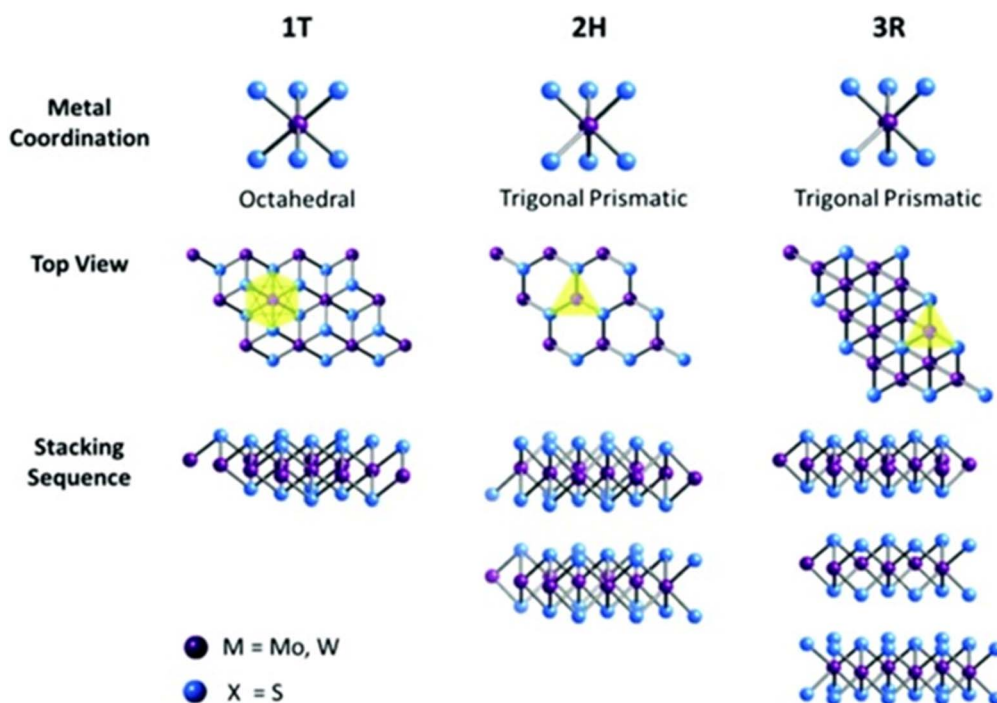 1T 2H 3R
Metal
Coordination
Octahedral Trigonal Prismatic Trigonal Prismatic
Top View
Stacking
Sequence
M = Mo, W
X = S